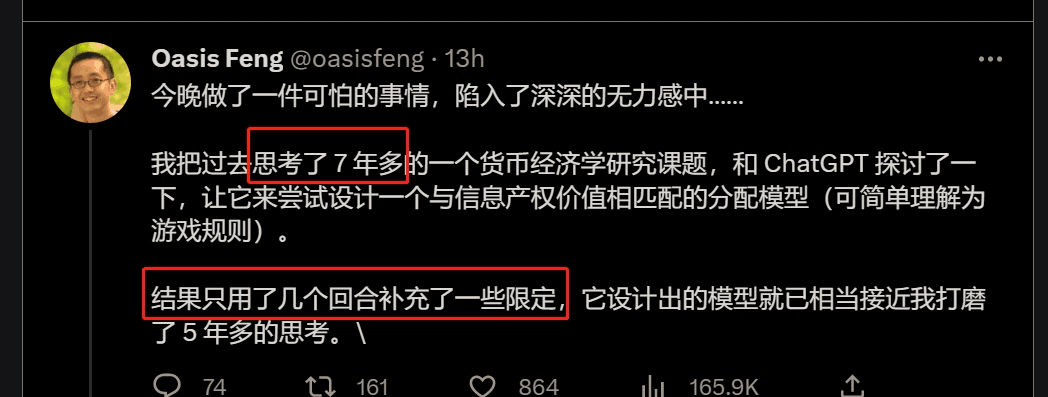 Oasis Feng @oasisfeng · 13h
今晚做了一件可怕的事情，陷入了深深的无力感中......
我把过去思考了 7 年多的一个货币经济学研究课题，和 ChatGPT 探讨了一
下，让它来尝试设计一个与信息产权价值相匹配的分配模型（可简单理解为
游戏规则）。
结果只用了几个回合补充了一些限定，它设计出的模型就已相当接近我打磨
了 5 年多的思考。\
74 161 864 165.9K